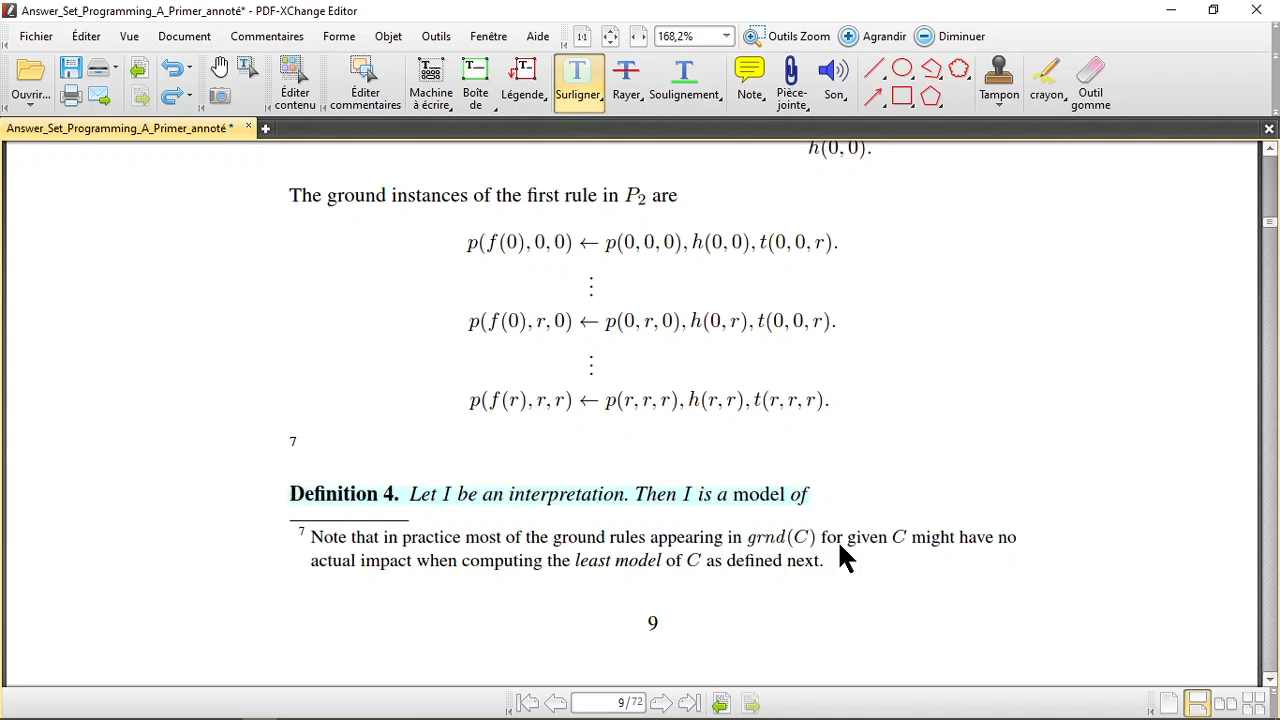 Answer_Set_Programming_A_Primer_annoté* - PDF-XChange Editor
Fichier Éditer Vue Document Commentaires Forme Objet Outils Fenêtre Aide 1:1 168,2% Outils Zoom Agrandir Diminuer
Ouvrir... Éditer contenu Éditer commentaires Machine à écrire Boîte de Légende Surligner Rayer Soulignement Note Pièce-jointe Son Tampon crayon Outil gomme
Answer_Set_Programming_A_Primer_annoté *
h(0, 0).
The ground instances of the first rule in P₂ are
p(f(0), 0, 0) ← p(0, 0, 0), h(0, 0), t(0, 0, r).
⋮
p(f(0), r, 0) ← p(0, r, 0), h(0, r), t(0, 0, r).
⋮
p(f(r), r, r) ← p(r, r, r), h(r, r), t(r, r, r).
7
Definition 4. Let I be an interpretation. Then I is a model of
7 Note that in practice most of the ground rules appearing in grnd(C) for given C might have no
actual impact when computing the least model of C as defined next.
9
9/72